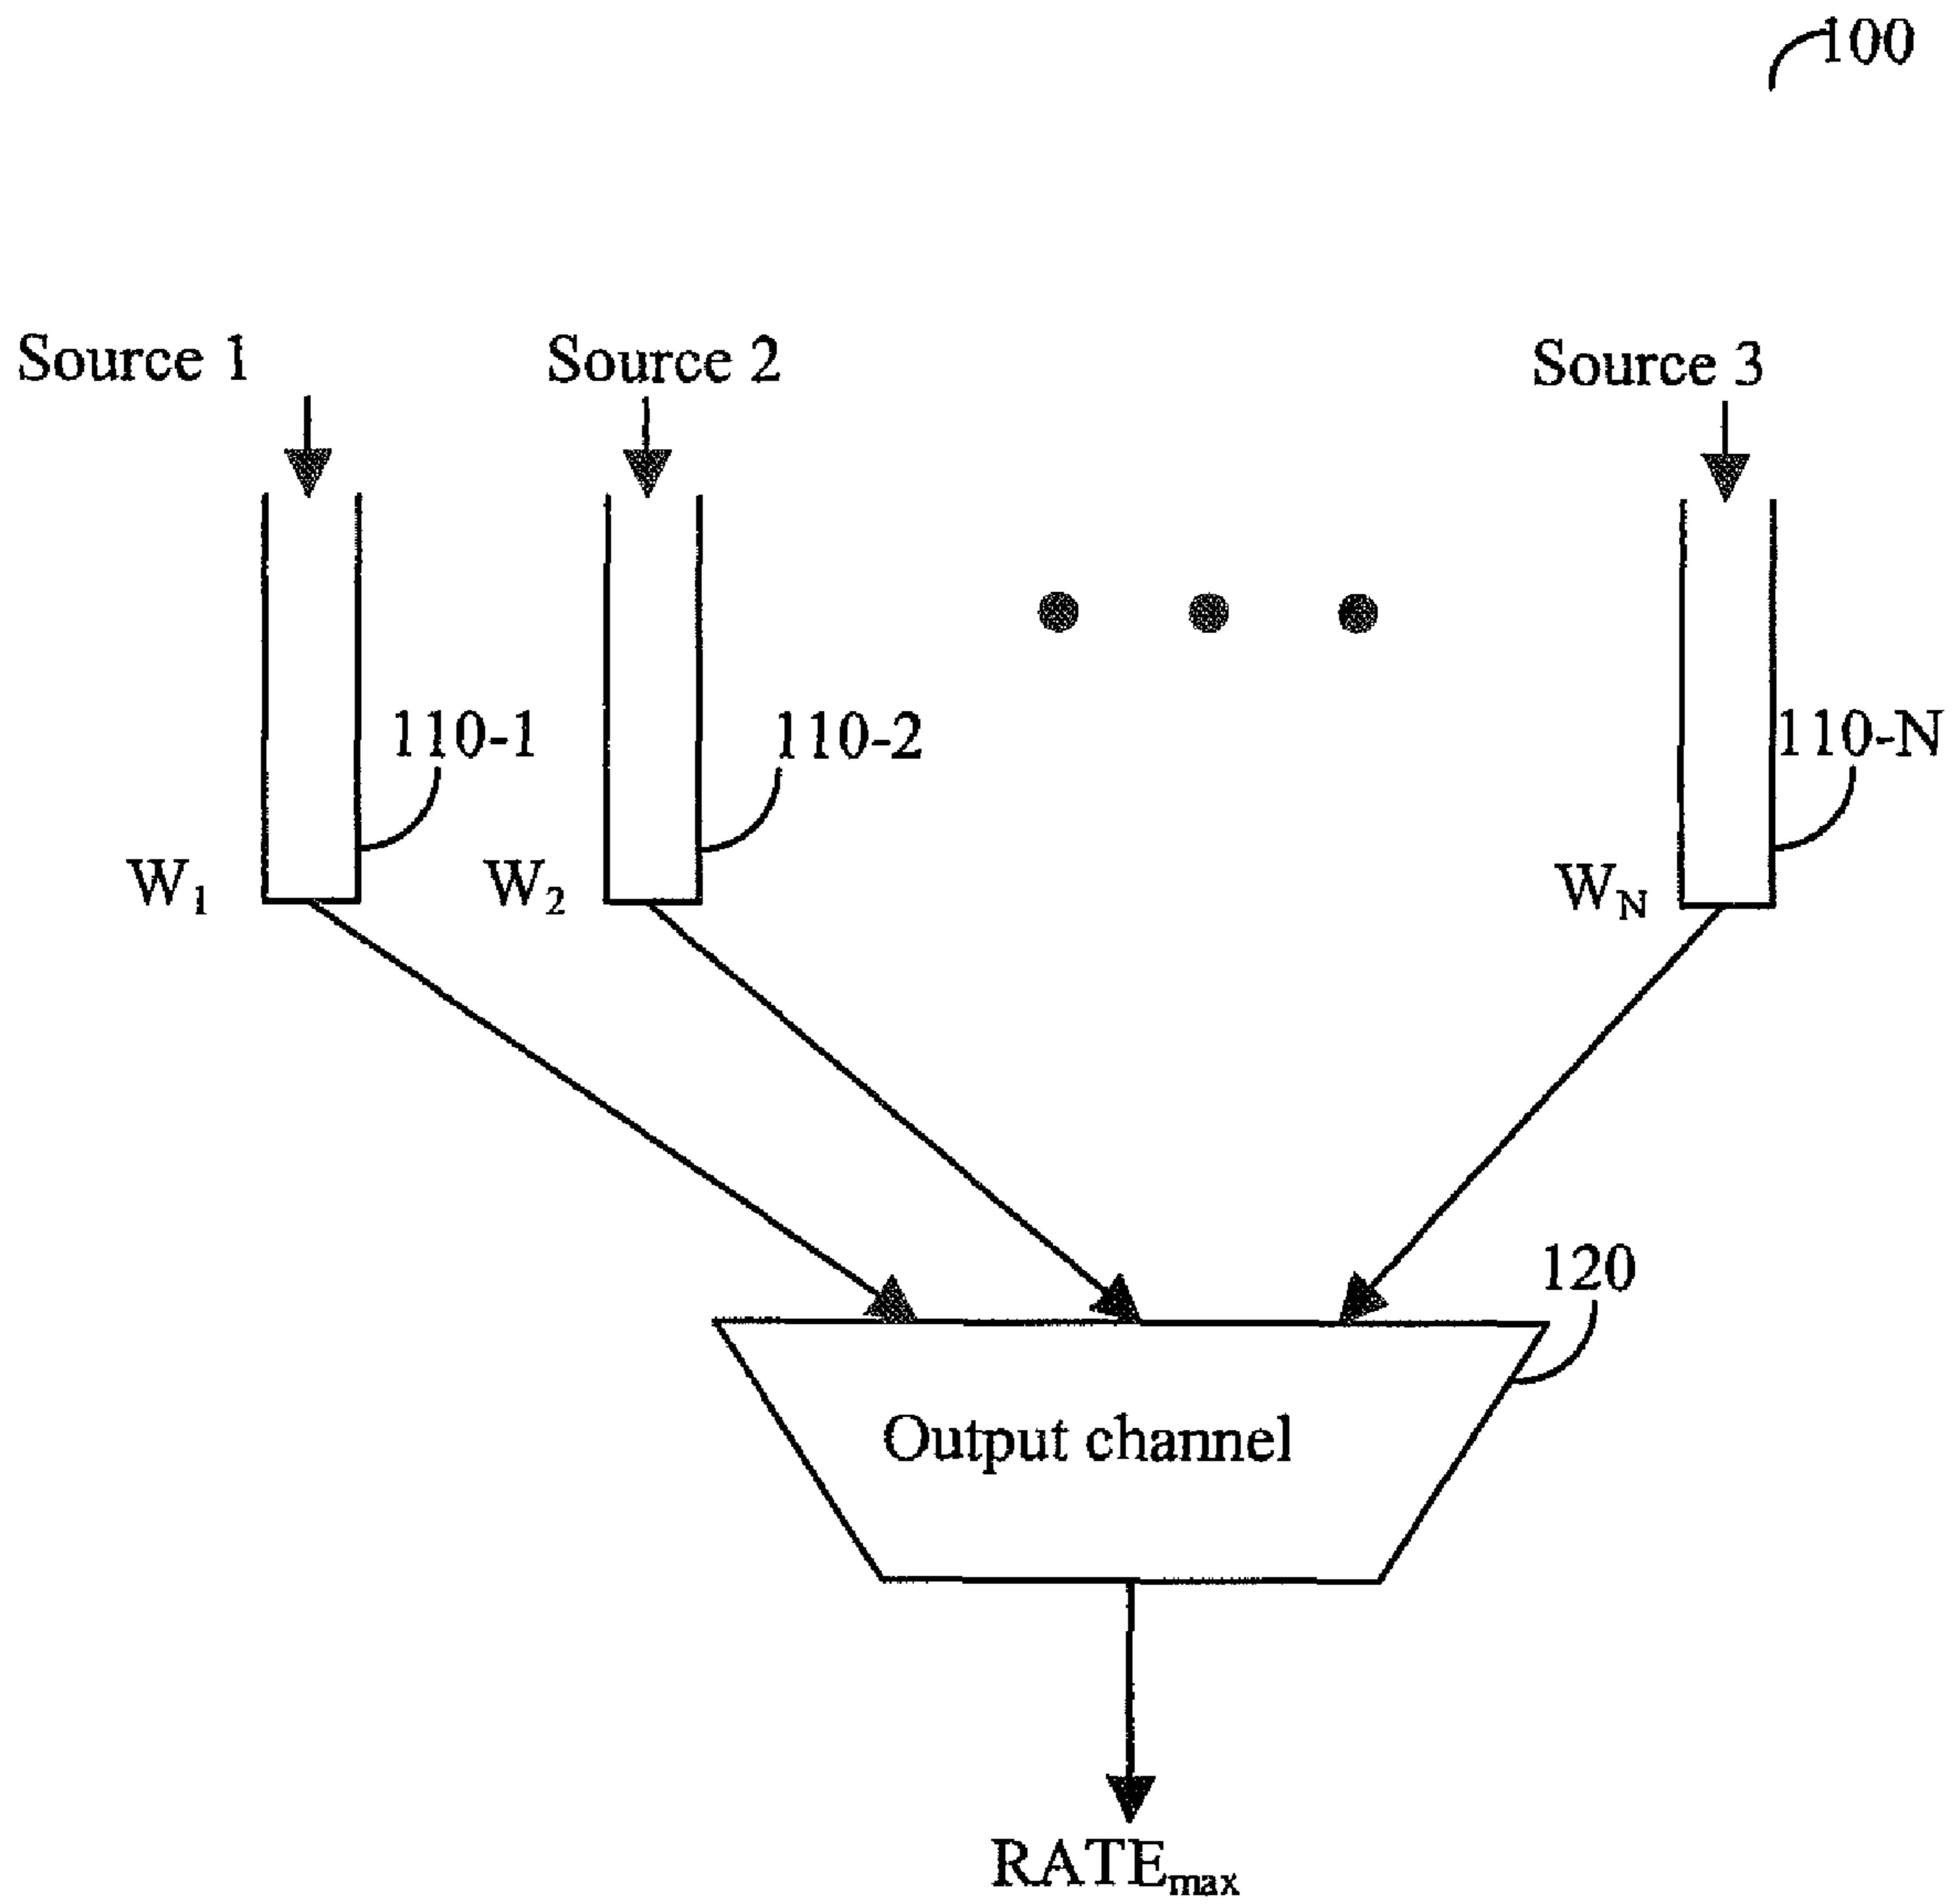 100
Source 1
Source 2
Source 3
110-1
110-2
110-N
W1
W2
WN
120
Output channel
RATEmax